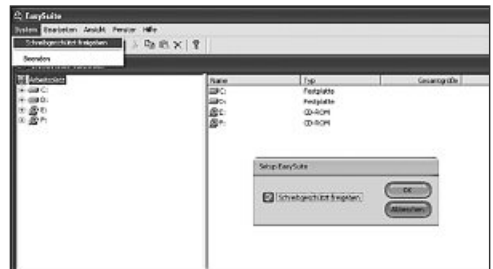 EasySuite
System Bearbeiten Ansicht Fenster Hilfe
Schreibgeschützt freigeben
Beenden
Arbeitsplatz
C:
D:
E:
F:
Name Typ Gesamtgröße
C: Festplatte
D: Festplatte
E: CD-ROM
F: CD-ROM
Setup EasySuite
Schreibgeschützt freigeben
OK
Abbrechen